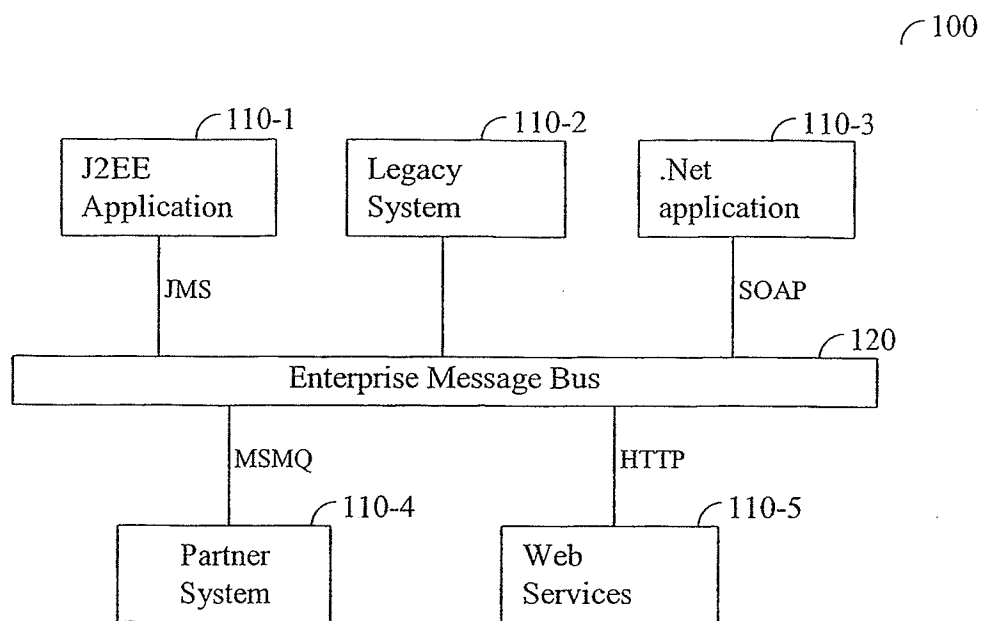 100
110-1
110-2
110-3
J2EE
Application
Legacy
System
.Net
application
JMS
SOAP
120
Enterprise Message Bus
MSMQ
HTTP
110-4
110-5
Partner
System
Web
Services